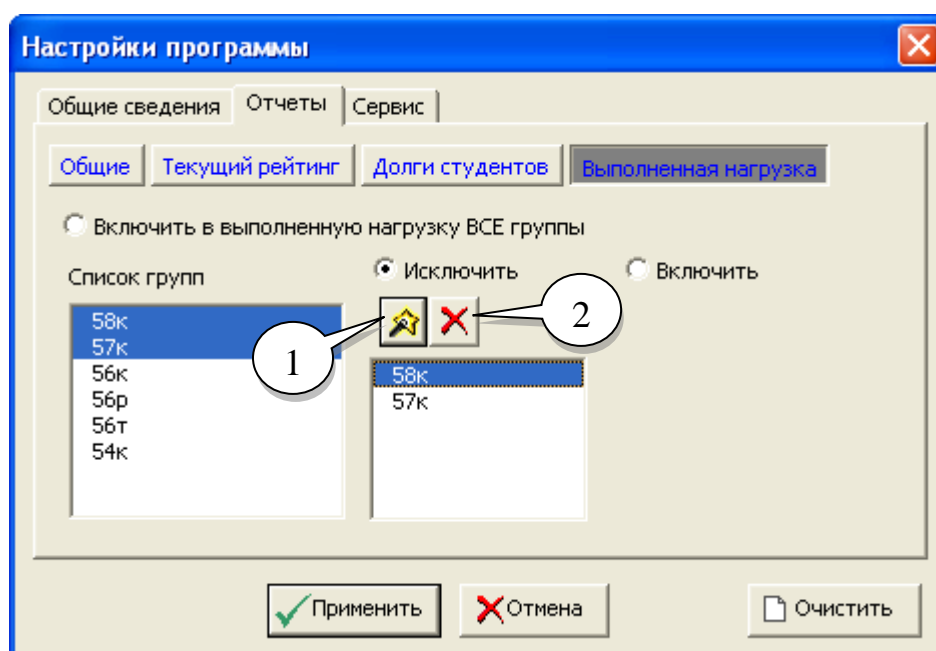 Настройки программы
Общие сведения Отчеты Сервис
Общие Текущий рейтинг Долги студентов Выполненная нагрузка
Включить в выполненную нагрузку ВСЕ группы
Список групп Исключить Включить
1 2
58к
57к
56к
56р
56т
54к
58к
57к
Применить Отмена Очистить